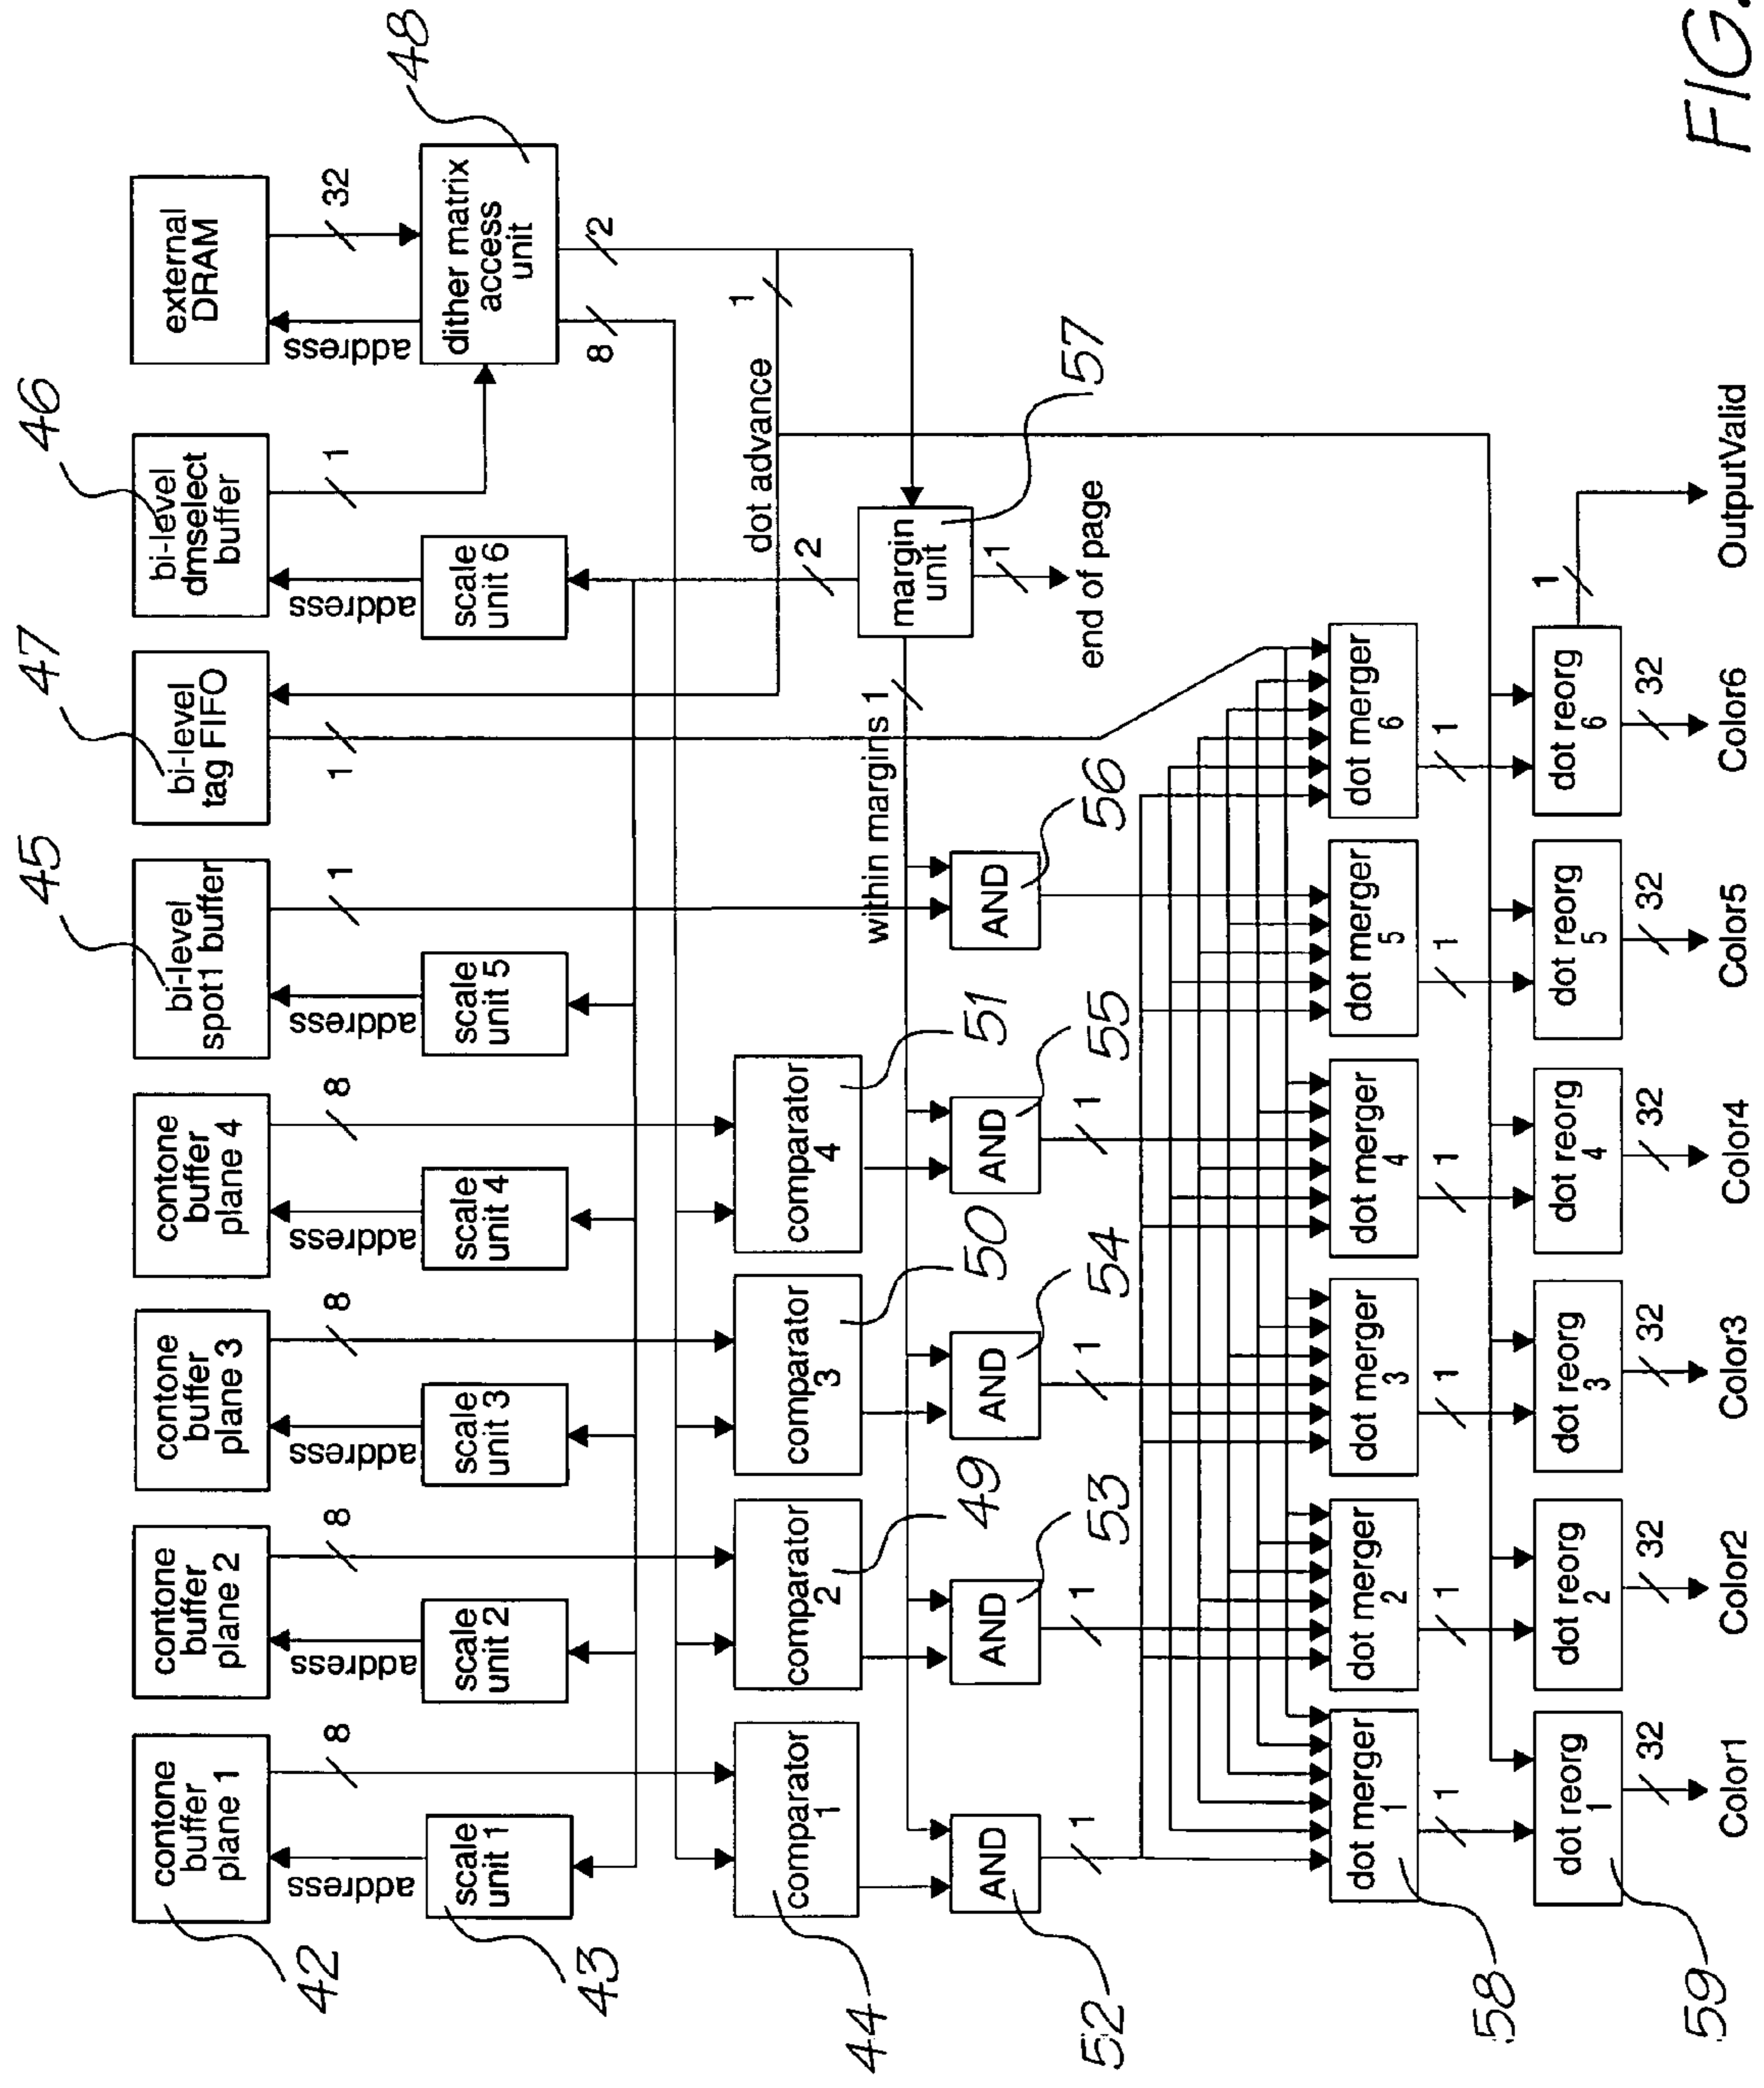 42
contone
buffer
plane 1
contone
buffer
plane 2
contone
buffer
plane 3
contone
buffer
plane 4
45
bi-level
spot1 buffer
47
bi-level
tag FIFO
46
bi-level
dmselect
buffer
external
DRAM
8
8
8
8
1
1
1
32
address
address
address
address
address
address
address
43
scale
unit 1
scale
unit 2
scale
unit 3
scale
unit 4
scale
unit 5
scale
unit 6
dither matrix
access
unit
48
8
2
1
dot advance
2
44
comparator
1
comparator
2
49
comparator
3
50
comparator
4
51
within margins 1
margin
unit
57
1
end of page
52
AND
AND
53
AND
54
AND
55
AND
56
1
1
1
1
58
dot merger
1
dot merger
2
dot merger
3
dot merger
4
dot merger
5
dot merger
6
1
1
1
1
1
1
59
dot reorg
1
dot reorg
2
dot reorg
3
dot reorg
4
dot reorg
5
dot reorg
6
1
32
32
32
32
32
32
Color1
Color2
Color3
Color4
Color5
Color6
OutputValid
FIG.